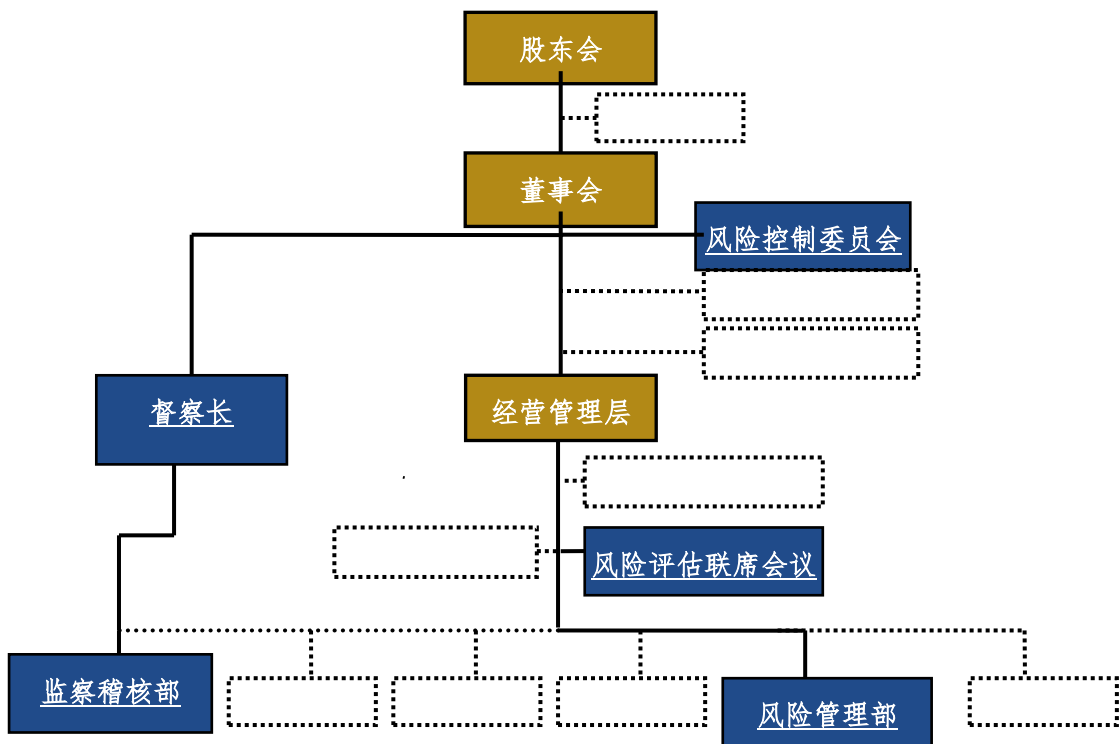 股东会
董事会
风险控制委员会
督察长
经营管理层
风险评估联席会议
监察稽核部
风险管理部